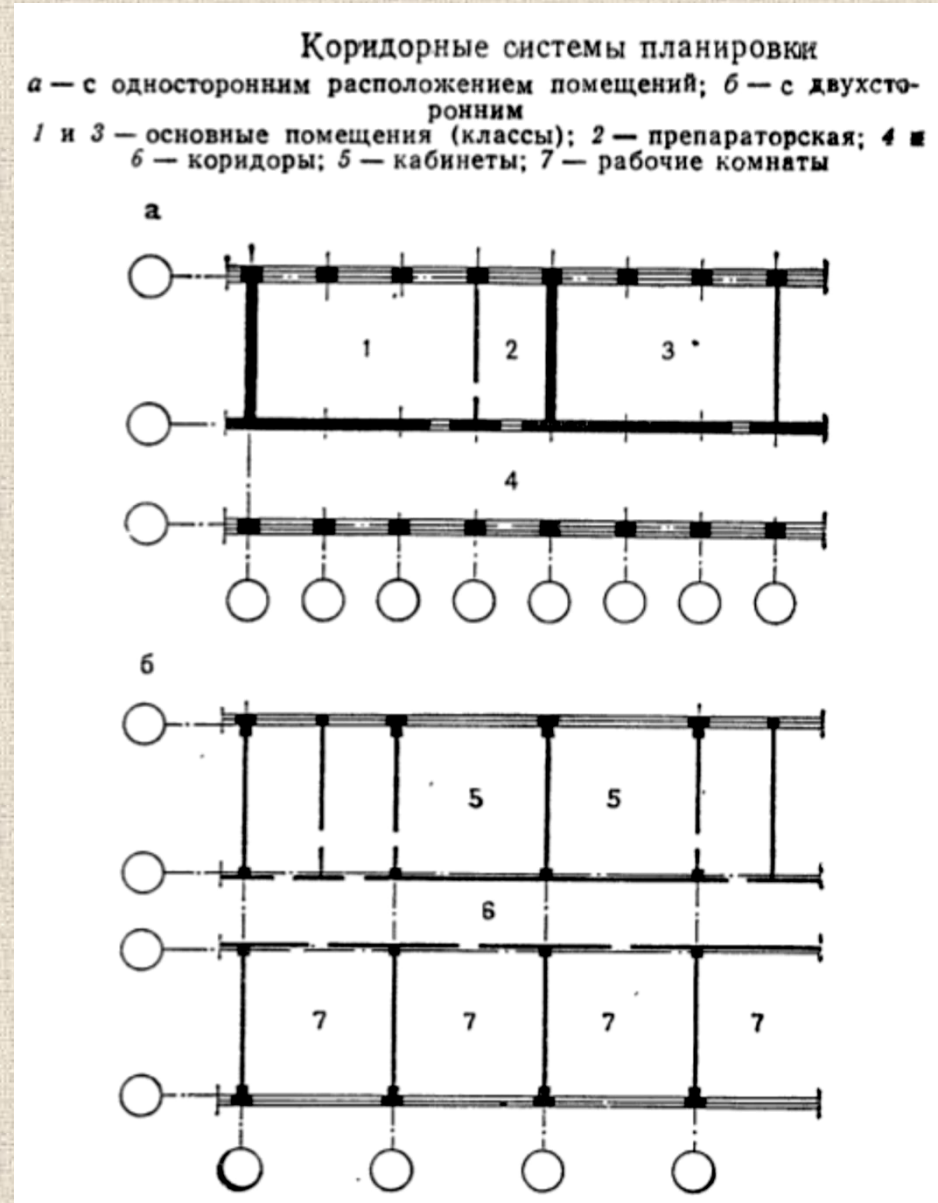 Коридорные системы планировки
а — с односторонним расположением помещений; б — с двухсто-
ронним
1 и 3 — основные помещения (классы); 2 — препараторская; 4 и
6 — коридоры; 5 — кабинеты; 7 — рабочие комнаты
а
1 2 3
4
б
5 5
6
7 7 7 7